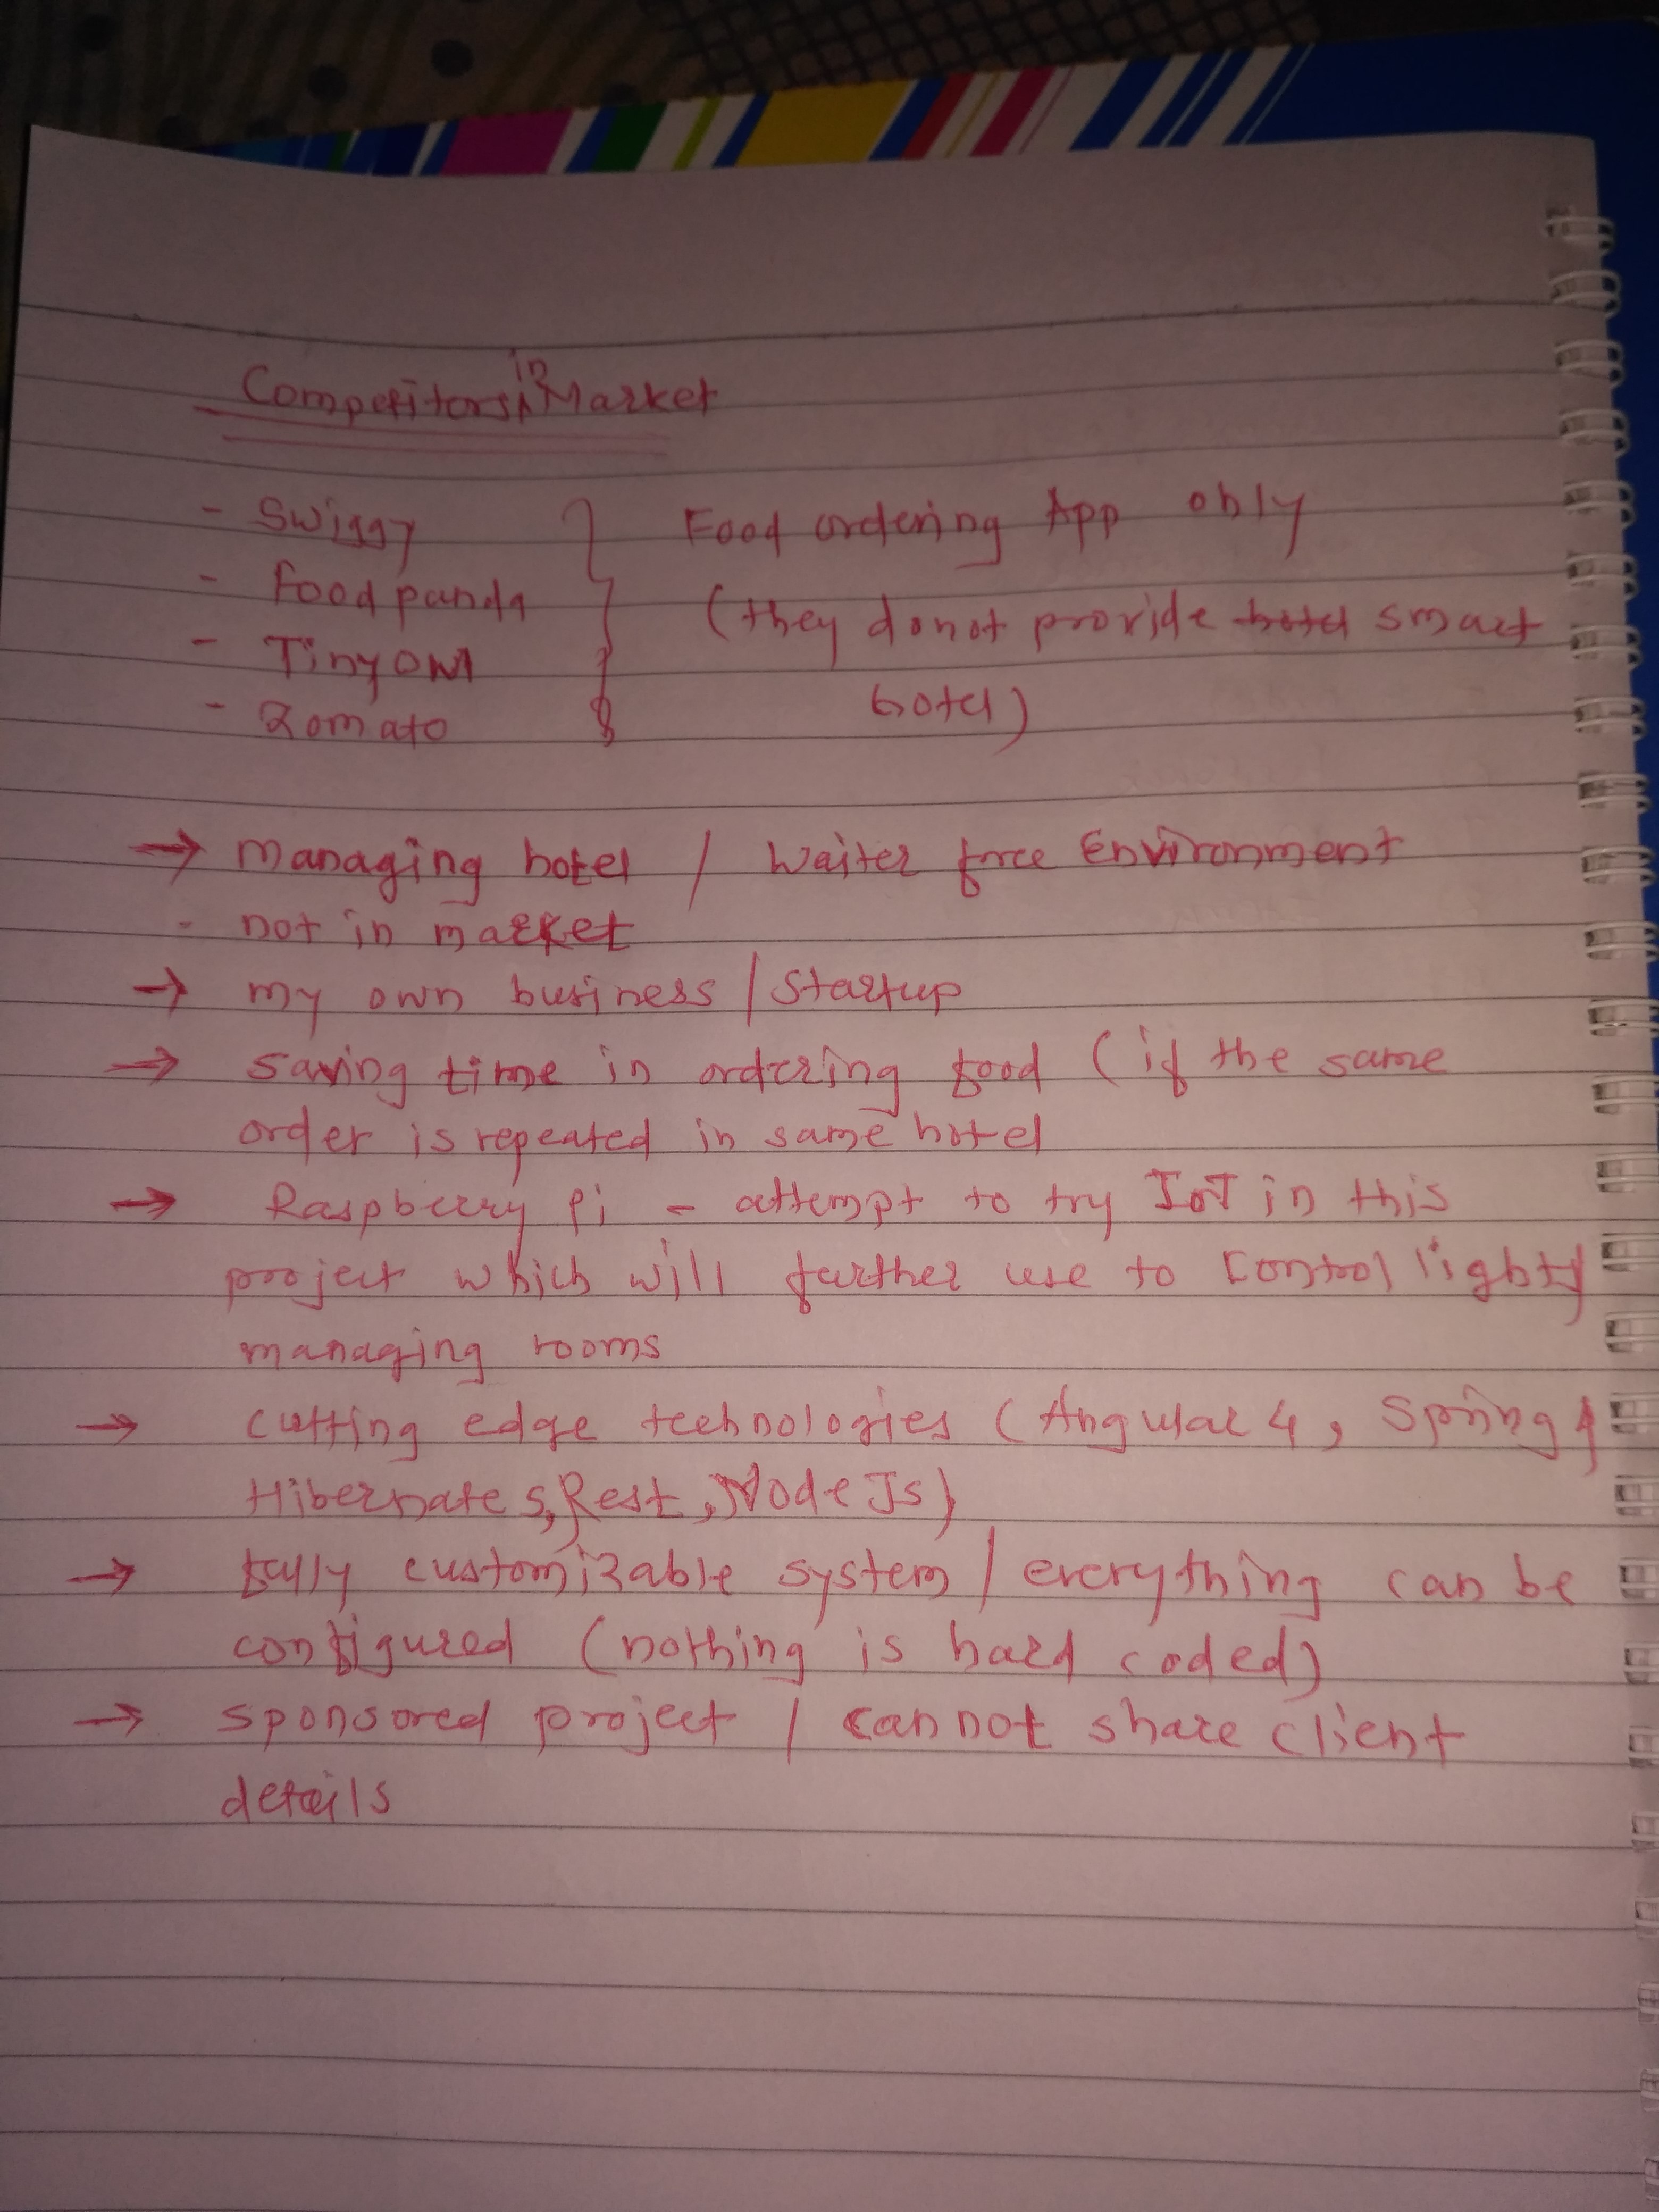 Competitors in Market
- Swiggy } Food ordering App only
- Foodpanda (they donot provide hotel smart
- Tinyowl hotel)
- Zomato
→ Managing hotel / Waiter free Environment
- not in market
→ my own business / Startup
→ saving time in ordering food (if the same
order is repeated in same hotel
→ Raspberry Pi - attempt to try IoT in this
project which will further use to control lights
managing rooms
→ cutting edge technologies (Angular 4, Spring 4
Hibernate 5, Rest, Node Js)
→ fully customizable system / everything can be
configured (nothing is hard coded)
→ sponsored project / cannot share client
details